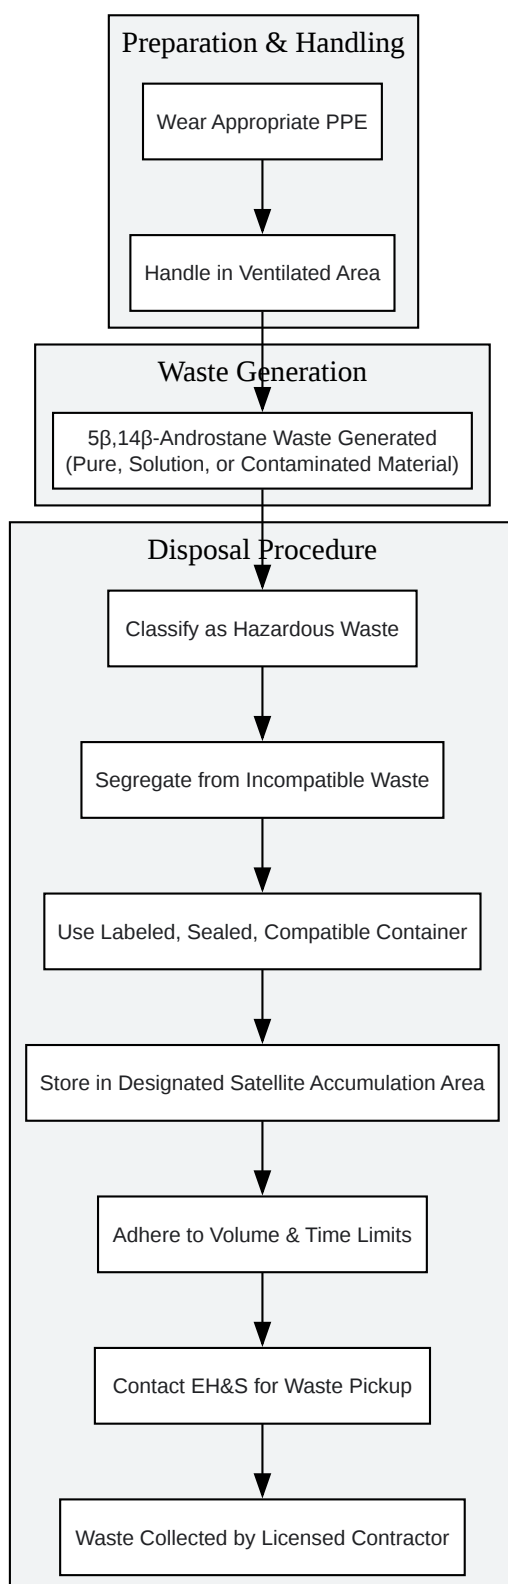 Preparation & Handling
Wear Appropriate PPE
Handle in Ventilated Area
Waste Generation
5β,14β-Androstane Waste Generated
(Pure, Solution, or Contaminated Material)
Disposal Procedure
Classify as Hazardous Waste
Segregate from Incompatible Waste
Use Labeled, Sealed, Compatible Container
Store in Designated Satellite Accumulation Area
Adhere to Volume & Time Limits
Contact EH&S for Waste Pickup
Waste Collected by Licensed Contractor